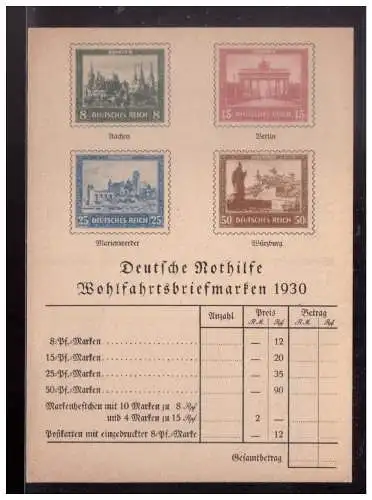 8 DEUTSCHES REICH 8
15 DEUTSCHES REICH 15
Aachen
Berlin
25 DEUTSCHES REICH 25
50 DEUTSCHES REICH 50
Marienwerder
Würzburg
Deutsche Nothilfe
Wohlfahrtsbriefmarken 1930
Anzahl Preis Betrag
R.M. Rpf R.M. Rpf
8/Pf./Marken — 12
15/Pf./Marken — 20
25/Pf./Marken — 35
50/Pf./Marken — 90
Markenheftchen mit 10 Marken zu 8 Rpf
und 4 Marken zu 15 Rpf 2 —
Postkarten mit eingedruckter 8/Pf./Marke — 12
Gesamtbetrag